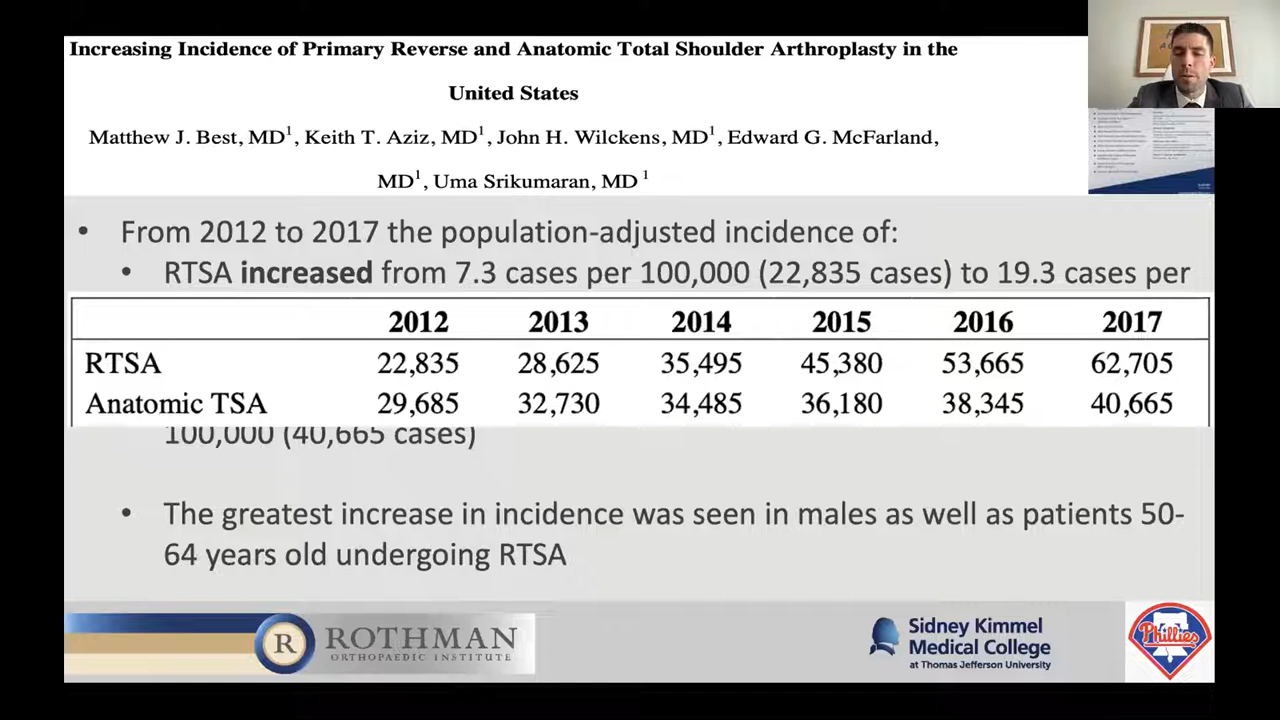 Increasing Incidence of Primary Reverse and Anatomic Total Shoulder Arthroplasty in the
United States
Matthew J. Best, MD1, Keith T. Aziz, MD1, John H. Wilckens, MD1, Edward G. McFarland,
MD1, Uma Srikumaran, MD 1
• From 2012 to 2017 the population-adjusted incidence of:
• RTSA increased from 7.3 cases per 100,000 (22,835 cases) to 19.3 cases per
2012 2013 2014 2015 2016 2017
RTSA 22,835 28,625 35,495 45,380 53,665 62,705
Anatomic TSA 29,685 32,730 34,485 36,180 38,345 40,665
100,000 (40,665 cases)
• The greatest increase in incidence was seen in males as well as patients 50-
64 years old undergoing RTSA
R ROTHMAN
ORTHOPAEDIC INSTITUTE
Sidney Kimmel
Medical College
at Thomas Jefferson University
Phillies